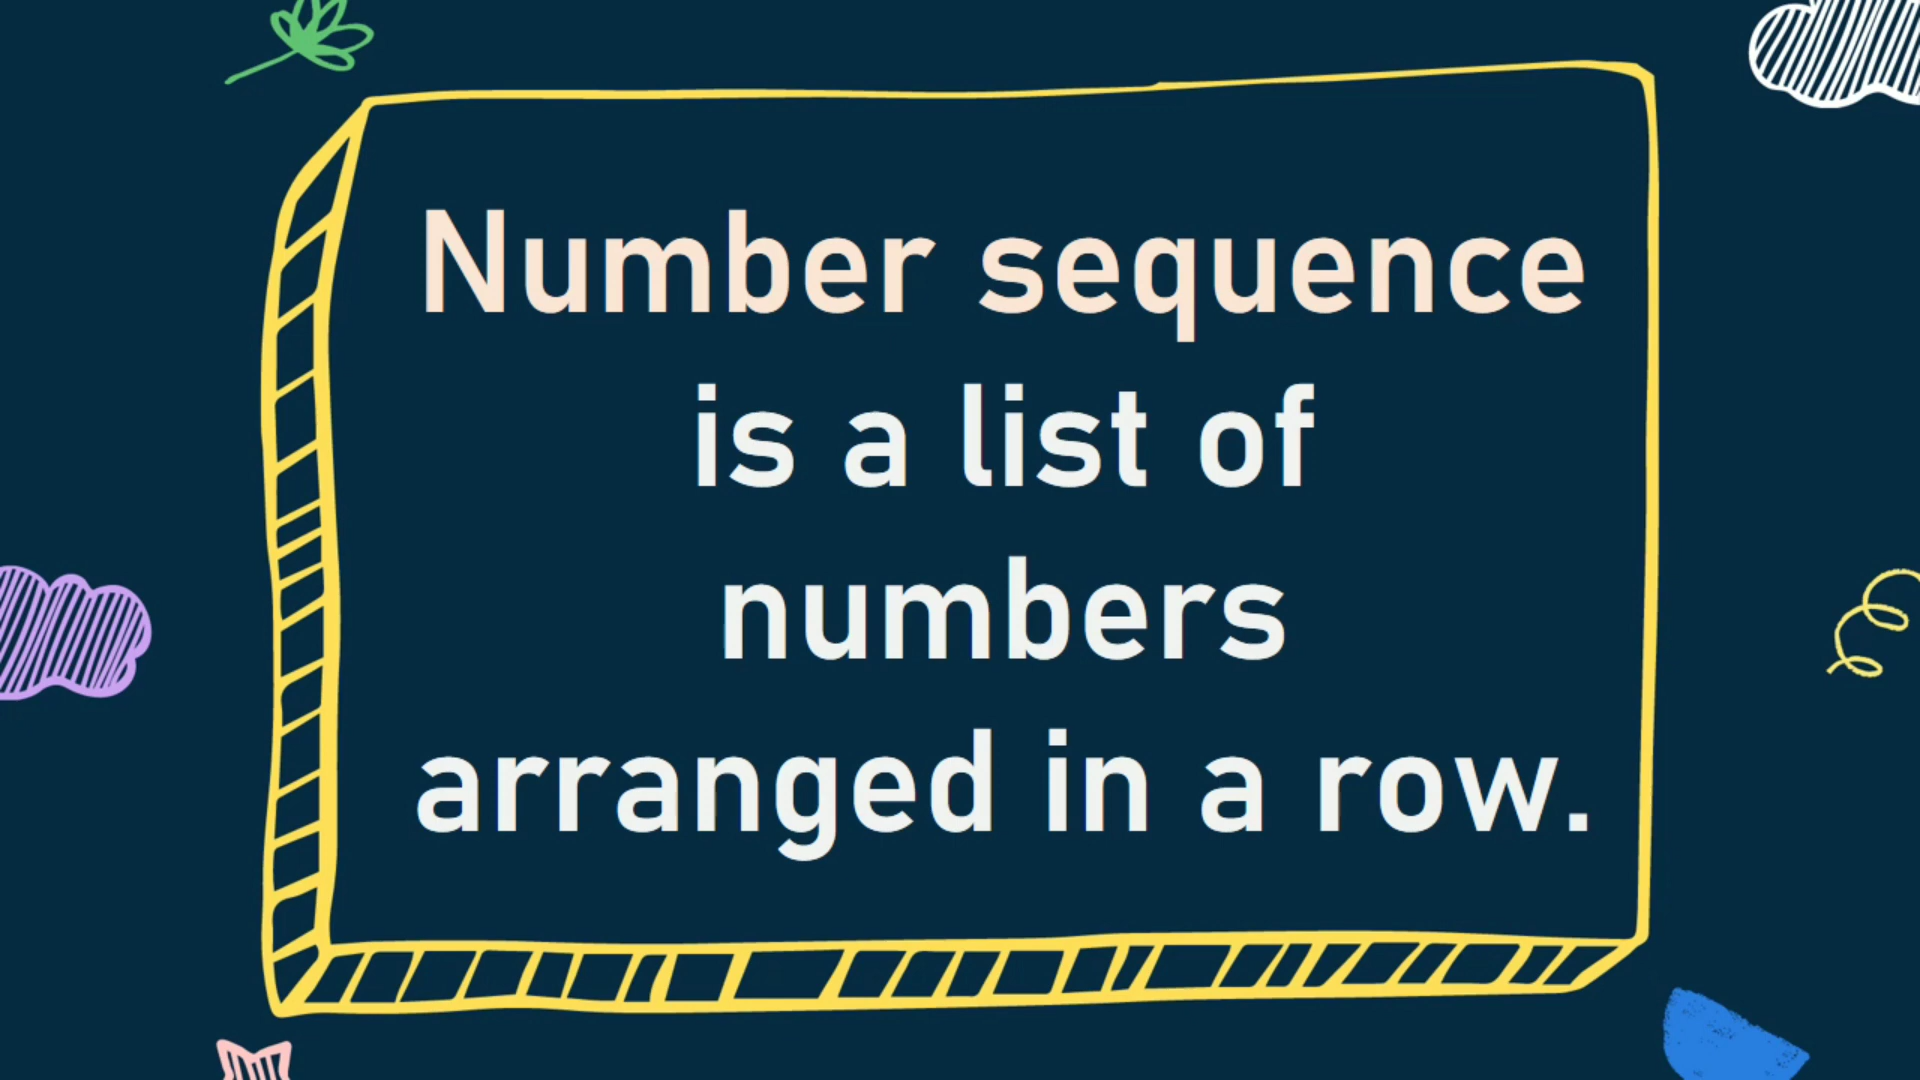 Number sequence
is a list of
numbers
arranged in a row.